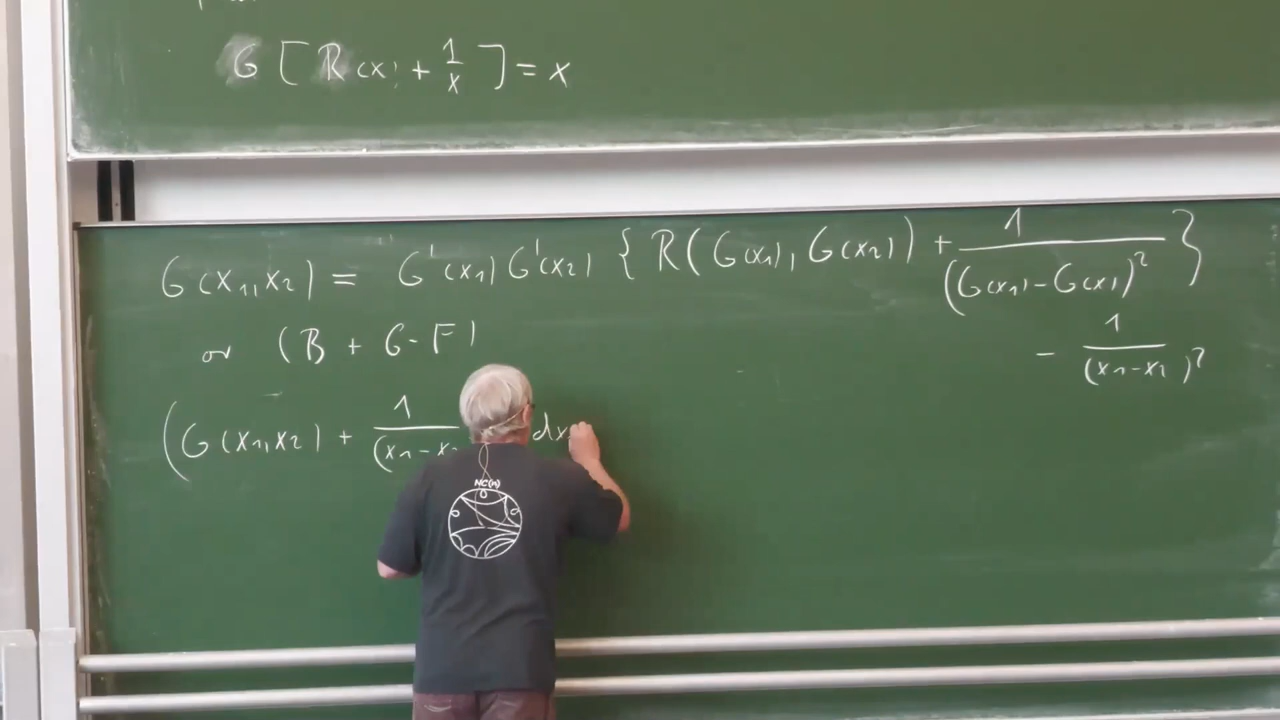 G [ R(x) + 1/x ] = x
G(x₁,x₂) = G'(x₁) G'(x₂) { R(G(x₁), G(x₂)) + 1/(G(x₁)-G(x₂))² }
- 1/(x₁-x₂)²
or (B + G-F)
(G(x₁,x₂) + 1/(x₁-x₂ dx
NC(n)